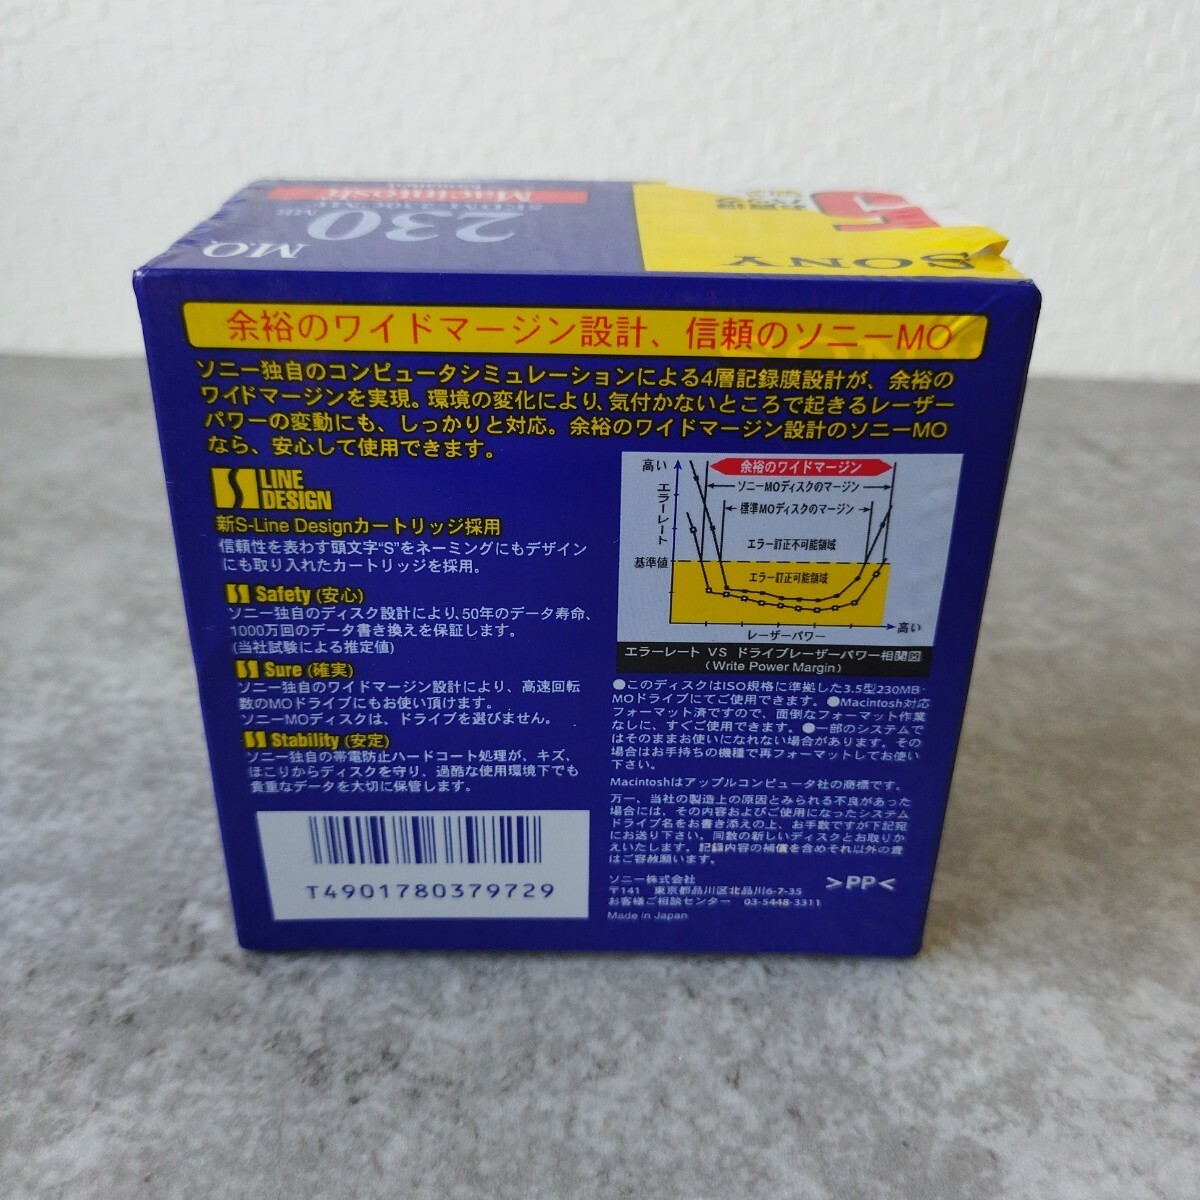 SONY
お買得
パック
230MB
Macintosh
M.O.
余裕のワイドマージン設計、信頼のソニーMO
ソニー独自のコンピュータシミュレーションによる4層記録膜設計が、余裕の
ワイドマージンを実現。環境の変化により、気付かないところで起きるレーザー
パワーの変動にも、しっかりと対応。余裕のワイドマージン設計のソニーMO
なら、安心して使用できます。
S LINE
DESIGN
新S-Line Designカートリッジ採用
信頼性を表わす頭文字“S”をネーミングにもデザイン
にも取り入れたカートリッジを採用。
S Safety (安心)
ソニー独自のディスク設計により、50年のデータ寿命、
1000万回のデータ書き換えを保証します。
(当社試験による推定値)
S Sure (確実)
ソニー独自のワイドマージン設計により、高速回転
数のMOドライブにもお使い頂けます。
ソニーMOディスクは、ドライブを選びません。
S Stability (安定)
ソニー独自の帯電防止ハードコート処理が、キズ、
ほこりからディスクを守り、過酷な使用環境下でも
貴重なデータを大切に保管します。
T4901780379729
高い
エラーレート
基準値
余裕のワイドマージン
ソニーMOディスクのマージン
標準MOディスクのマージン
エラー訂正不可能領域
エラー訂正可能領域
レーザーパワー
高い
エラーレート VS ドライブレーザーパワー相関図
(Write Power Margin)
●このディスクはISO規格に準拠した3.5型230MB・
MOドライブにてご使用できます。●Macintosh対応
フォーマット済ですので、面倒なフォーマット作業
なしに、すぐご使用できます。●一部のシステムで
はそのままお使いになれない場合があります。その
場合はお手持ちの機種で再フォーマットしてお使い
下さい。
Macintoshはアップルコンピュータ社の商標です。
万一、当社の製造上の原因とみられる不良があった
場合には、その内容およびご使用になったシステム
ドライブ名をお書き添えの上、お手数ですが下記宛
にお送り下さい。同数の新しいディスクとお取りか
えいたします。記録内容の補償を含めそれ以外の責
はご容赦願います。
ソニー株式会社
〒141 東京都品川区北品川6-7-35
お客様ご相談センター 03-5448-3311
Made in Japan
>PP<